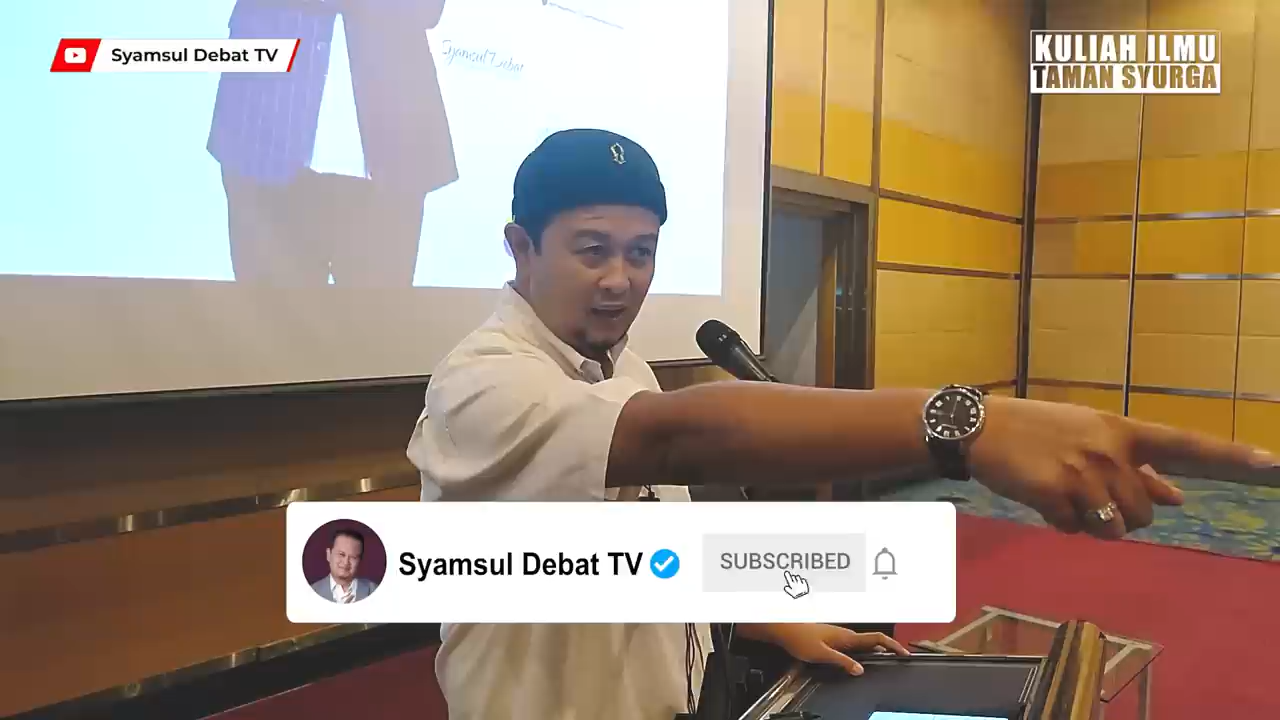 Syamsul Debat TV
KULIAH ILMU
TAMAN SYURGA
Syamsul Debat
Syamsul Debat TV
SUBSCRIBED